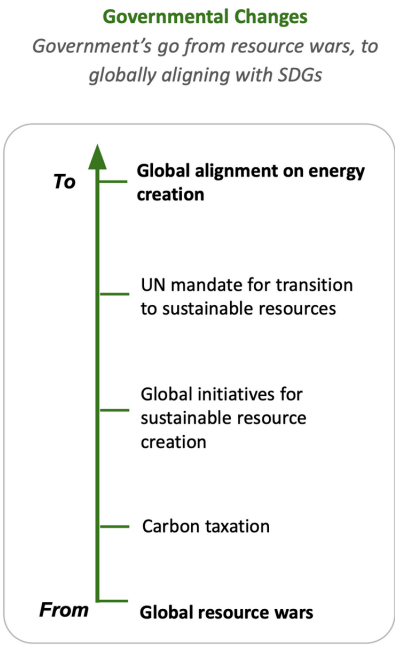 Governmental Changes
Government’s go from resource wars, to
globally aligning with SDGs
To
Global alignment on energy
creation
UN mandate for transition
to sustainable resources
Global initiatives for
sustainable resource
creation
Carbon taxation
From
Global resource wars